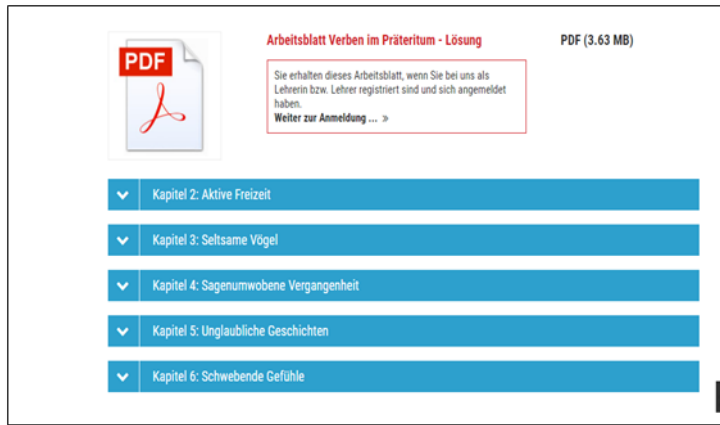 PDF
Arbeitsblatt Verben im Präteritum - Lösung
PDF (3.63 MB)
Sie erhalten dieses Arbeitsblatt, wenn Sie bei uns als
Lehrerin bzw. Lehrer registriert sind und sich angemeldet
haben.
Weiter zur Anmeldung ... »
Kapitel 2: Aktive Freizeit
Kapitel 3: Seltsame Vögel
Kapitel 4: Sagenumwobene Vergangenheit
Kapitel 5: Unglaubliche Geschichten
Kapitel 6: Schwebende Gefühle